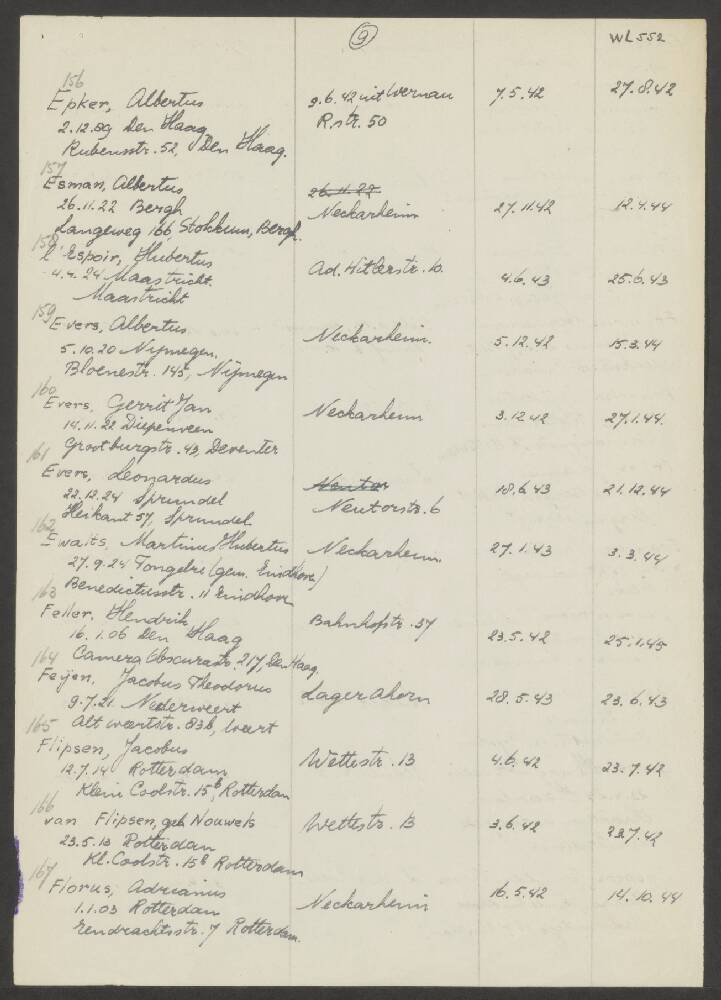 9
WL 552
156
Epker, Albertus
9.6.42 uit Wernau
7.5.42
27.8.42
2.12.09 Den Haag
R.str. 50
Rubensstr. 52, Den Haag.
157
Esman, Albertus
26.11.22
26.11.22 Bergh
Neckarheim
27.11.42
12.4.44
Langeweg 166 Stokkum, Bergh.
158
l'Espoir, Hubertus
Ad. Hitlerstr. 10.
4.6.43
25.6.43
4.4.24 Maastricht.
Maastricht
159
Evers, Albertus
Neckarheim.
5.12.42
15.3.44
5.10.20 Nijmegen.
Bloemestr. 145, Nijmegen
160
Evers, Gerrit Jan
Neckarheim
3.12.42
27.1.44.
14.11.22 Diepenveen
Grootburgstr. 43, Deventer
161
Evers, Leonardus
Neutor
18.6.43
21.12.44
22.12.24 Sprundel
Neutorstr. 6
Heikant 57, Sprundel
162
Ewalts, Martinus Hubertus
Neckarheim
27.1.43
3.3.44
27.9.24 Tongelre (gem. Eindhoven)
Benedictusstr. 11 Eindhoven
163
Feller, Hendrik
Bahnhofstr. 37
23.5.42
25.1.45
16.1.06 Den Haag
Camera Obscurastr. 217, Den Haag.
164
Feijen, Jacobus Theodorus
Lager Ahorn
28.5.43
23.6.43
9.7.21 Nederweert
Altweertstr. 83b, Weert
165
Flipsen, Jacobus
Wettestr. 13
4.6.42
23.7.42
12.7.14 Rotterdam
Klein Coolstr. 15b, Rotterdam
166
van Flipsen, geb Nouwels
Wettestr. 13
3.6.42
23.7.42
23.5.13 Rotterdam
Kl. Coolstr. 15b Rotterdam
167
Florus, Adrianus
Neckarheim
16.5.42
14.10.44
1.1.03 Rotterdam
Eendrachtsstr. 7 Rotterdam.